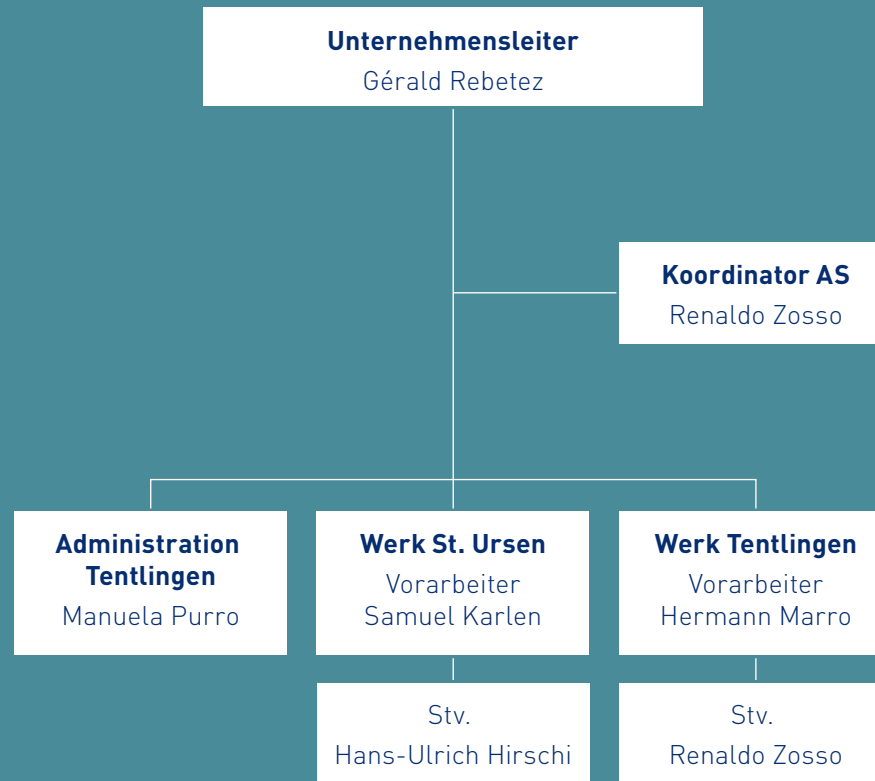 Unternehmensleiter
Gérald Rebetez
Koordinator AS
Renaldo Zosso
Administration
Tentlingen
Manuela Purro
Werk St. Ursen
Vorarbeiter
Samuel Karlen
Werk Tentlingen
Vorarbeiter
Hermann Marro
Stv.
Hans-Ulrich Hirschi
Stv.
Renaldo Zosso